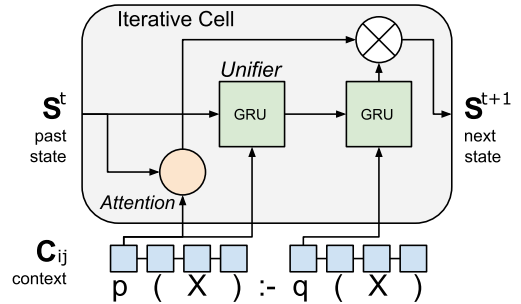 Iterative Cell
Unifier
S^t
past
state
GRU
GRU
S^t+1
next
state
Attention
C_ij
context
p ( X ) :- q ( X )